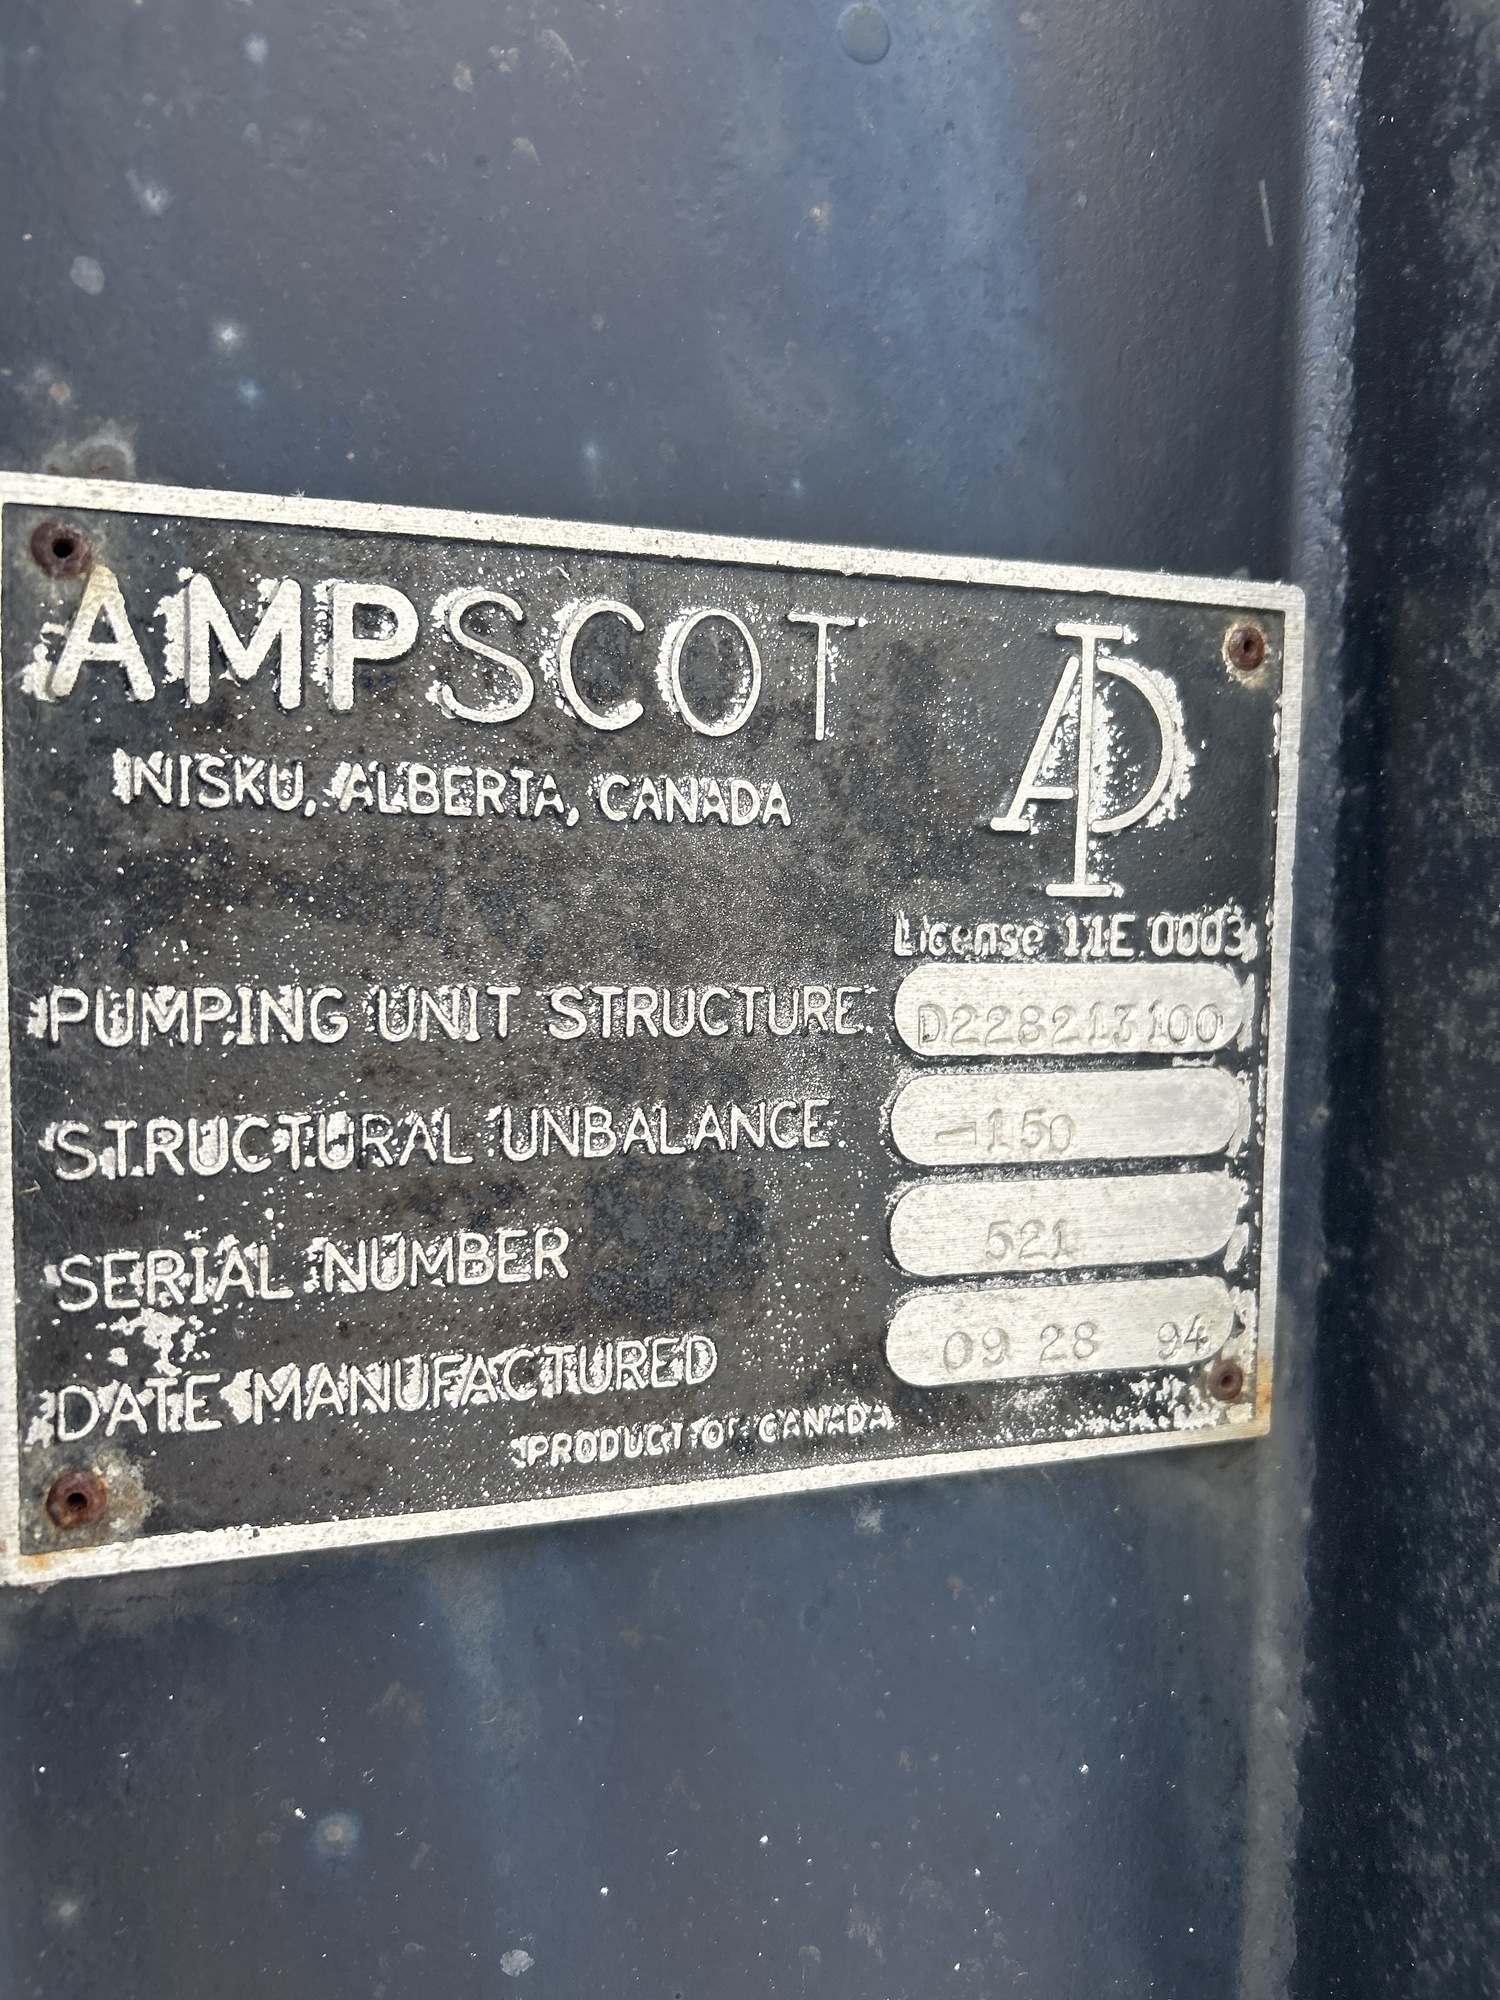 AMPSCOT
API
NISKU, ALBERTA, CANADA
License 11E 0003
PUMPING UNIT STRUCTURE D228213100
STRUCTURAL UNBALANCE -150
SERIAL NUMBER 521
DATE MANUFACTURED 09 28 94
PRODUCT OF CANADA